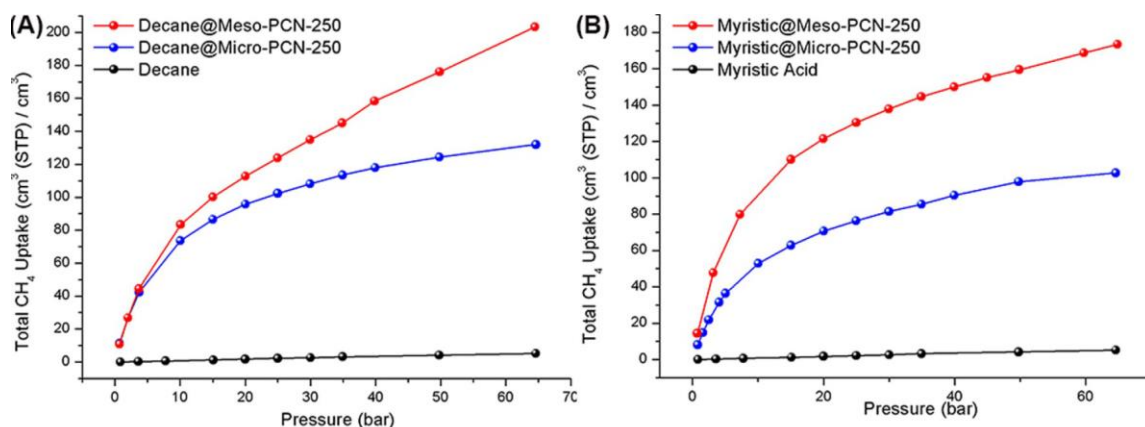 (A)
Decane@Meso-PCN-250
Decane@Micro-PCN-250
Decane
Total CH₄ Uptake (cm³ (STP) / cm³)
200
180
160
140
120
100
80
60
40
20
0
0 10 20 30 40 50 60 70
Pressure (bar)
(B)
Myristic@Meso-PCN-250
Myristic@Micro-PCN-250
Myristic Acid
Total CH₄ Uptake (cm³ (STP) / cm³)
180
160
140
120
100
80
60
40
20
0
0 20 40 60
Pressure (bar)